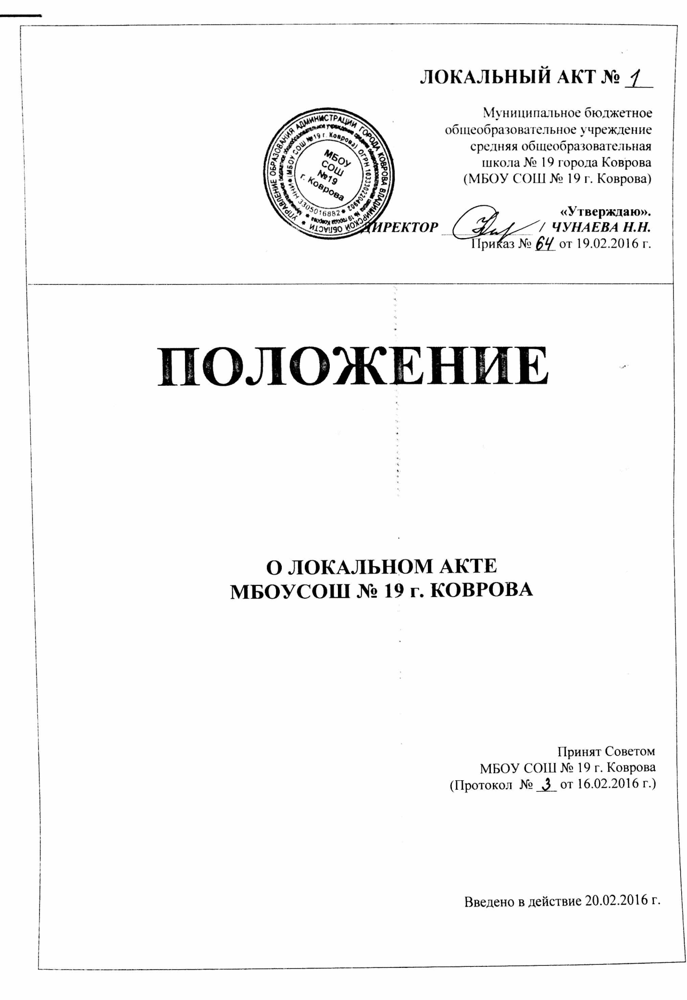 ЛОКАЛЬНЫЙ АКТ № 1
Муниципальное бюджетное
общеобразовательное учреждение
средняя общеобразовательная
школа № 19 города Коврова
(МБОУ СОШ № 19 г. Коврова)
УПРАВЛЕНИЕ ОБРАЗОВАНИЯ АДМИНИСТРАЦИИ ГОРОДА КОВРОВА ВЛАДИМИРСКОЙ ОБЛАСТИ *
Муниципальное бюджетное общеобразовательное учреждение средняя общеобразовательная школа № 19 города Коврова *
(МБОУ СОШ №19 г. Коврова) ОГРН 1033302204902 * ИНН 3305016882 *
МБОУ
СОШ
№19
г. Коврова
«Утверждаю».
ДИРЕКТОР / ЧУНАЕВА Н.Н.
Приказ № 64 от 19.02.2016 г.
ПОЛОЖЕНИЕ
О ЛОКАЛЬНОМ АКТЕ
МБОУСОШ № 19 г. КОВРОВА
Принят Советом
МБОУ СОШ № 19 г. Коврова
(Протокол № 3 от 16.02.2016 г.)
Введено в действие 20.02.2016 г.